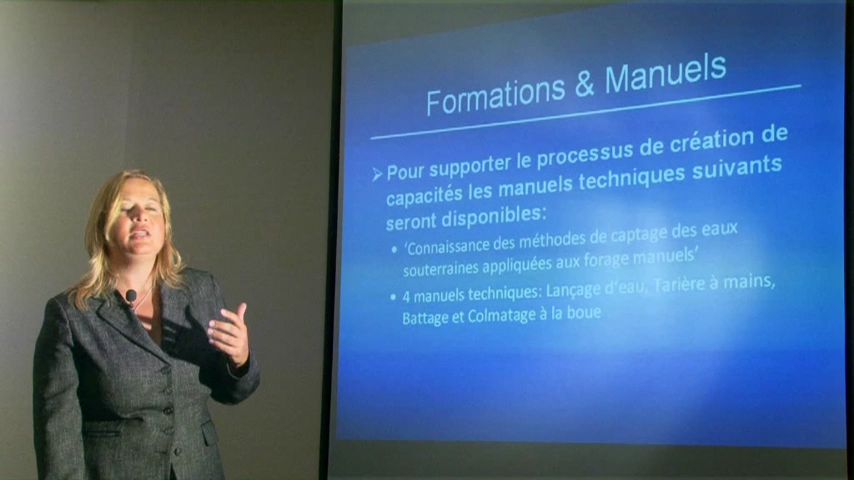 Formations & Manuels
Pour supporter le processus de création de
capacités les manuels techniques suivants
seront disponibles:
• 'Connaissance des méthodes de captage des eaux
souterraines appliquées aux forage manuels'
• 4 manuels techniques: Lançage d'eau, Tarière à mains,
Battage et Colmatage à la boue